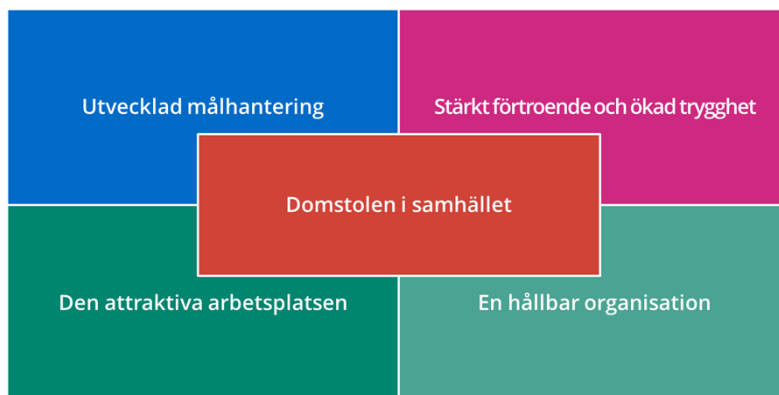 Utvecklad målhantering
Stärkt förtroende och ökad trygghet
Domstolen i samhället
Den attraktiva arbetsplatsen
En hållbar organisation